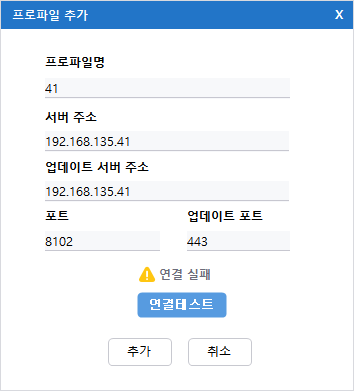 프로파일 추가 X
프로파일명
41
서버 주소
192.168.135.41
업데이트 서버 주소
192.168.135.41
포트 업데이트 포트
8102 443
연결 실패
연결테스트
추가 취소